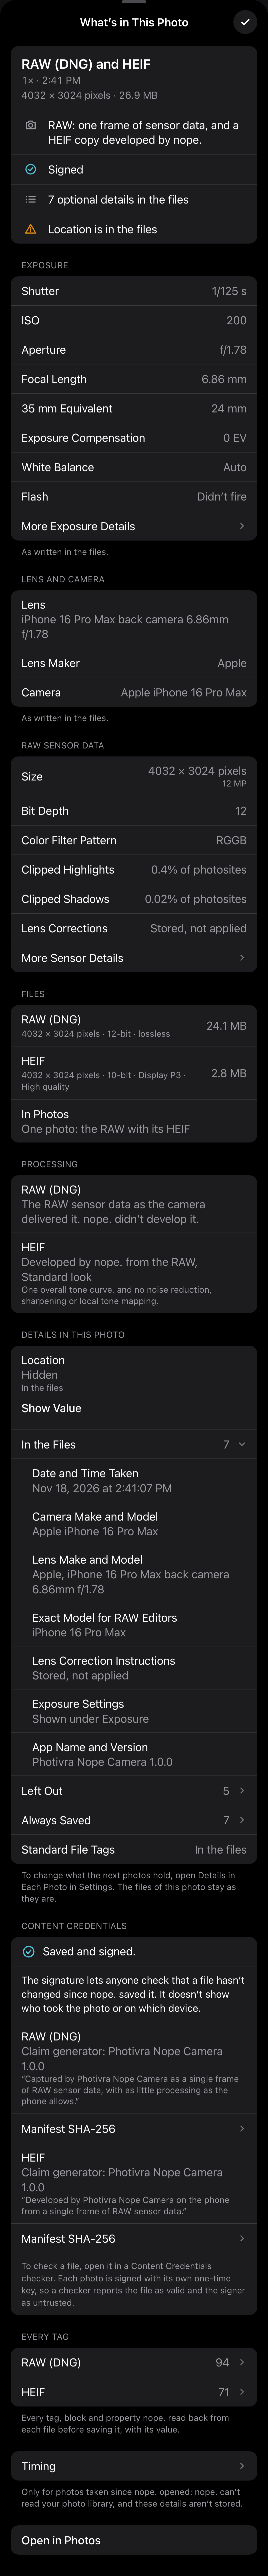 What's in This Photo
RAW (DNG) and HEIF
1× · 2:41 PM
4032 × 3024 pixels · 26.9 MB
RAW: one frame of sensor data, and a
HEIF copy developed by nope.
Signed
7 optional details in the files
Location is in the files
EXPOSURE
Shutter 1/125 s
ISO 200
Aperture f/1.78
Focal Length 6.86 mm
35 mm Equivalent 24 mm
Exposure Compensation 0 EV
White Balance Auto
Flash Didn't fire
More Exposure Details
As written in the files.
LENS AND CAMERA
Lens
iPhone 16 Pro Max back camera 6.86mm
f/1.78
Lens Maker Apple
Camera Apple iPhone 16 Pro Max
As written in the files.
RAW SENSOR DATA
Size 4032 × 3024 pixels
12 MP
Bit Depth 12
Color Filter Pattern RGGB
Clipped Highlights 0.4% of photosites
Clipped Shadows 0.02% of photosites
Lens Corrections Stored, not applied
More Sensor Details
FILES
RAW (DNG) 24.1 MB
4032 × 3024 pixels · 12-bit · lossless
HEIF 2.8 MB
4032 × 3024 pixels · 10-bit · Display P3 ·
High quality
In Photos
One photo: the RAW with its HEIF
PROCESSING
RAW (DNG)
The RAW sensor data as the camera
delivered it. nope. didn't develop it.
HEIF
Developed by nope. from the RAW,
Standard look
One overall tone curve, and no noise reduction,
sharpening or local tone mapping.
DETAILS IN THIS PHOTO
Location
Hidden
In the files
Show Value
In the Files 7
Date and Time Taken
Nov 18, 2026 at 2:41:07 PM
Camera Make and Model
Apple iPhone 16 Pro Max
Lens Make and Model
Apple, iPhone 16 Pro Max back camera
6.86mm f/1.78
Exact Model for RAW Editors
iPhone 16 Pro Max
Lens Correction Instructions
Stored, not applied
Exposure Settings
Shown under Exposure
App Name and Version
Photivra Nope Camera 1.0.0
Left Out 5
Always Saved 7
Standard File Tags In the files
To change what the next photos hold, open Details in
Each Photo in Settings. The files of this photo stay as
they are.
CONTENT CREDENTIALS
Saved and signed.
The signature lets anyone check that a file hasn't
changed since nope. saved it. It doesn't show
who took the photo or on which device.
RAW (DNG)
Claim generator: Photivra Nope Camera
1.0.0
"Captured by Photivra Nope Camera as a single frame
of RAW sensor data, with as little processing as the
phone allows."
Manifest SHA-256
HEIF
Claim generator: Photivra Nope Camera
1.0.0
"Developed by Photivra Nope Camera on the phone
from a single frame of RAW sensor data."
Manifest SHA-256
To check a file, open it in a Content Credentials
checker. Each photo is signed with its own one-time
key, so a checker reports the file as valid and the signer
as untrusted.
EVERY TAG
RAW (DNG) 94
HEIF 71
Every tag, block and property nope. read back from
each file before saving it, with its value.
Timing
Only for photos taken since nope. opened: nope. can't
read your photo library, and these details aren't stored.
Open in Photos